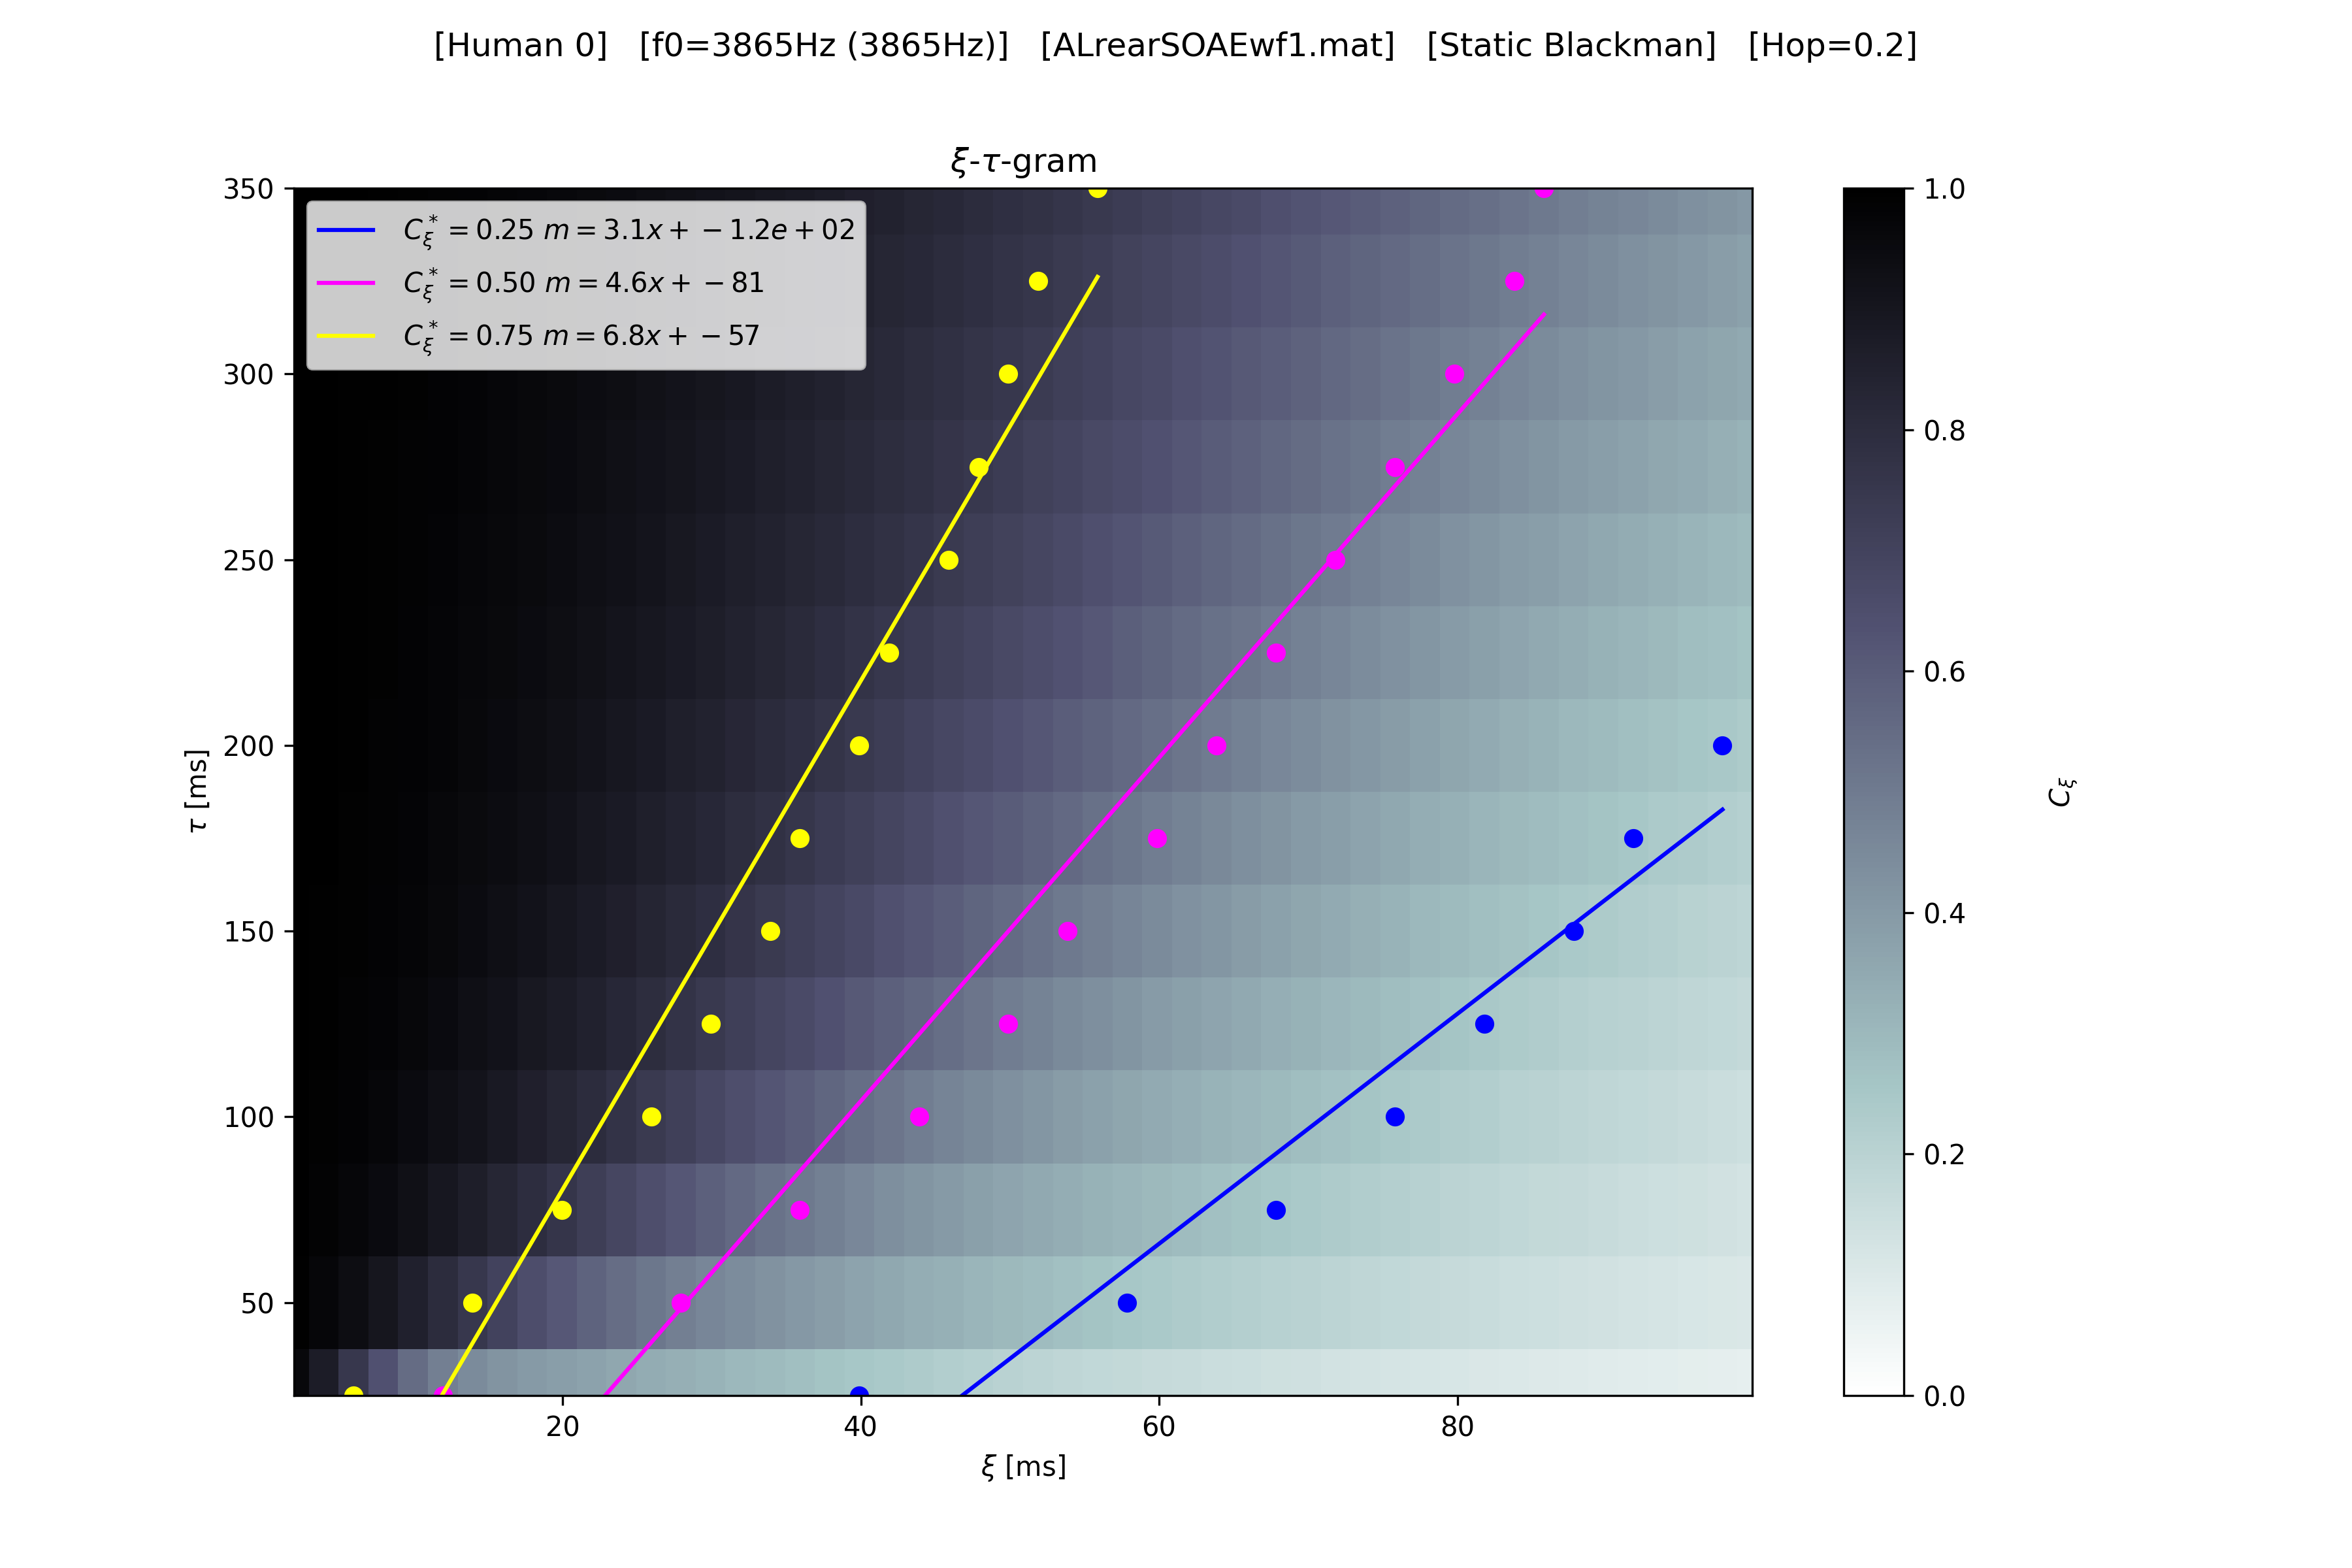 [Human 0] [f0=3865Hz (3865Hz)] [ALrearSOAEwf1.mat] [Static Blackman] [Hop=0.2]
ξ-τ-gram
C*ξ = 0.25 m = 3.1x + −1.2e + 02
C*ξ = 0.50 m = 4.6x + −81
C*ξ = 0.75 m = 6.8x + −57
350
300
250
200
150
100
50
τ [ms]
20 40 60 80
ξ [ms]
1.0
0.8
0.6
0.4
0.2
0.0
Cξ